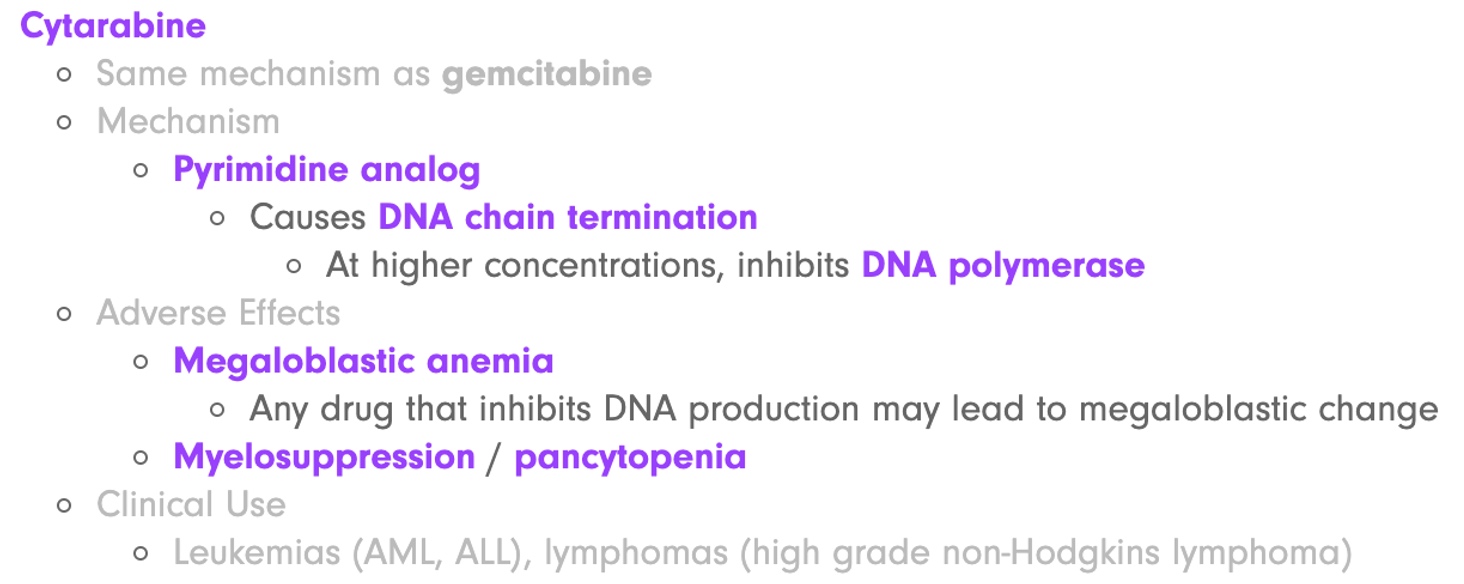 Cytarabine
Same mechanism as gemcitabine
Mechanism
Pyrimidine analog
Causes DNA chain termination
At higher concentrations, inhibits DNA polymerase
Adverse Effects
Megaloblastic anemia
Any drug that inhibits DNA production may lead to megaloblastic change
Myelosuppression / pancytopenia
Clinical Use
Leukemias (AML, ALL), lymphomas (high grade non-Hodgkins lymphoma)